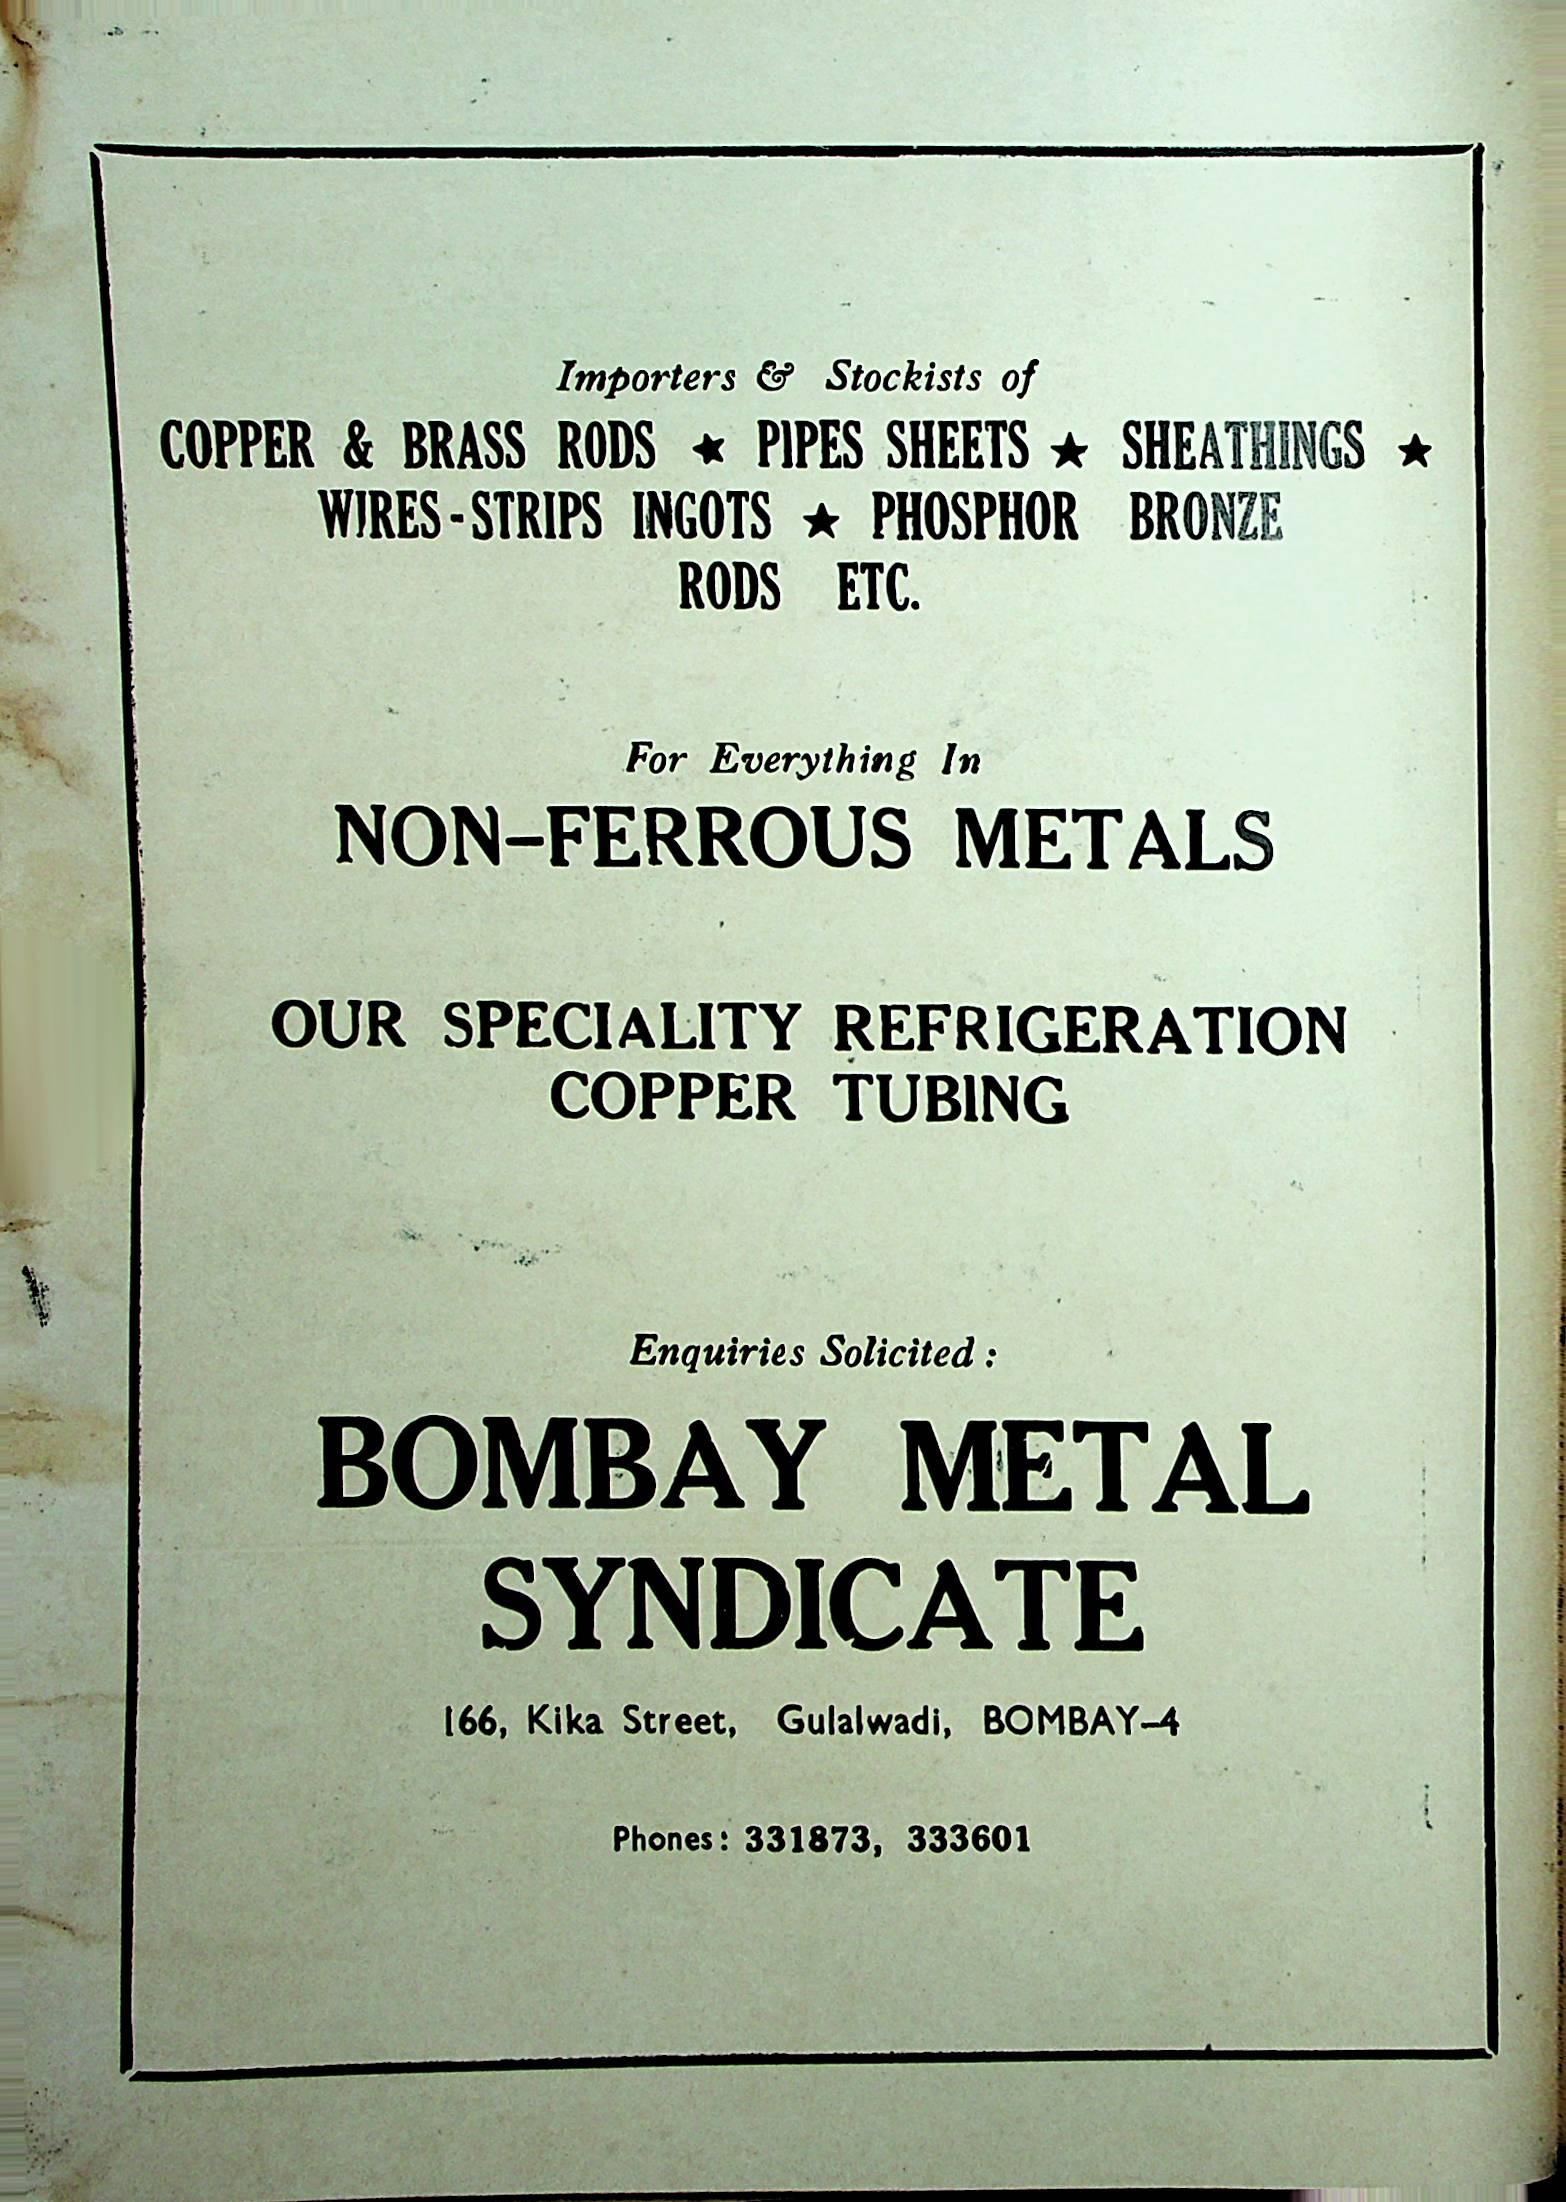 Importers & Stockists of
COPPER & BRASS RODS ★ PIPES SHEETS ★ SHEATHINGS ★
WIRES-STRIPS INGOTS ★ PHOSPHOR BRONZE
RODS ETC.
For Everything In
NON-FERROUS METALS
OUR SPECIALITY REFRIGERATION
COPPER TUBING
Enquiries Solicited :
BOMBAY METAL
SYNDICATE
166, Kika Street, Gulalwadi, BOMBAY-4
Phones: 331873, 333601